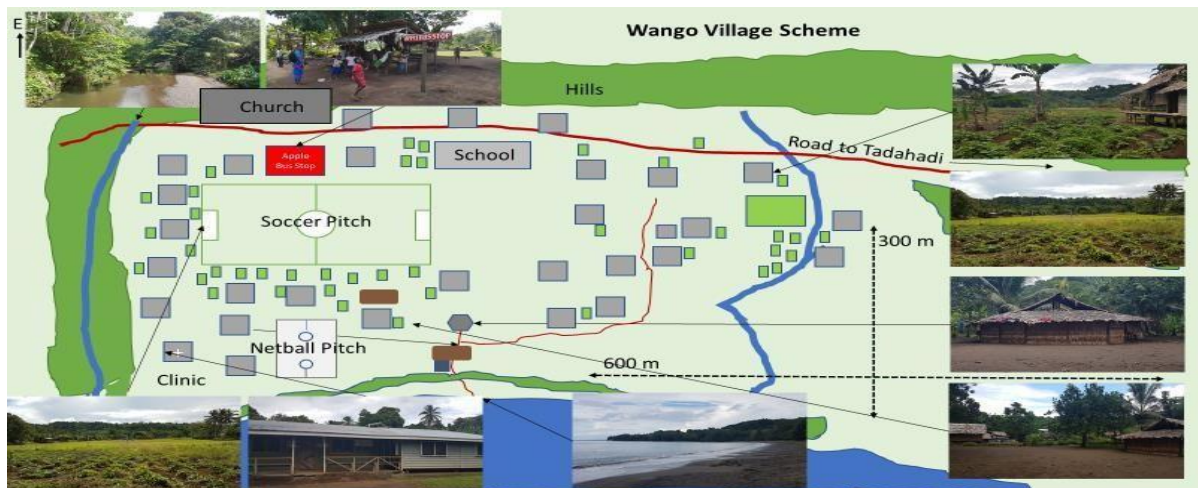 E
Wango Village Scheme
Hills
Church
Apple
Bus Stop
School
Road to Tadahadi
Soccer Pitch
300 m
Netball Pitch
600 m
Clinic